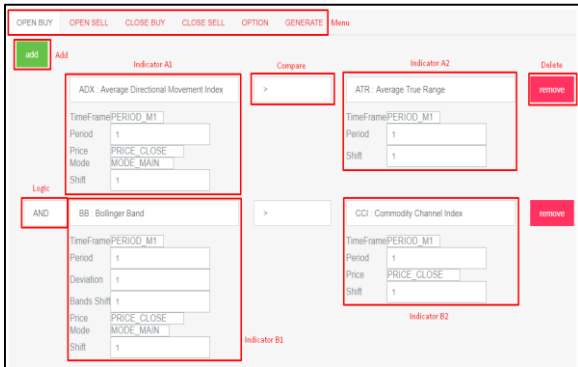 OPEN BUY OPEN SELL CLOSE BUY CLOSE SELL OPTION GENERATE Menu
add Add
Indicator A1 Compare Indicator A2 Delete
ADX : Average Directional Movement Index > ATR : Average True Range remove
TimeFrame PERIOD_M1 TimeFrame PERIOD_M1
Period 1 Period 1
Price PRICE_CLOSE
Mode MODE_MAIN Shift 1
Shift 1
Logic
AND BB : Bollinger Band > CCI : Commodity Channel Index remove
TimeFrame PERIOD_M1 TimeFrame PERIOD_M1
Period 1 Period 1
Deviation 1 Price PRICE_CLOSE
Bands Shift 1 Shift 1
Price PRICE_CLOSE Indicator B2
Mode MODE_MAIN
Shift 1 Indicator B1